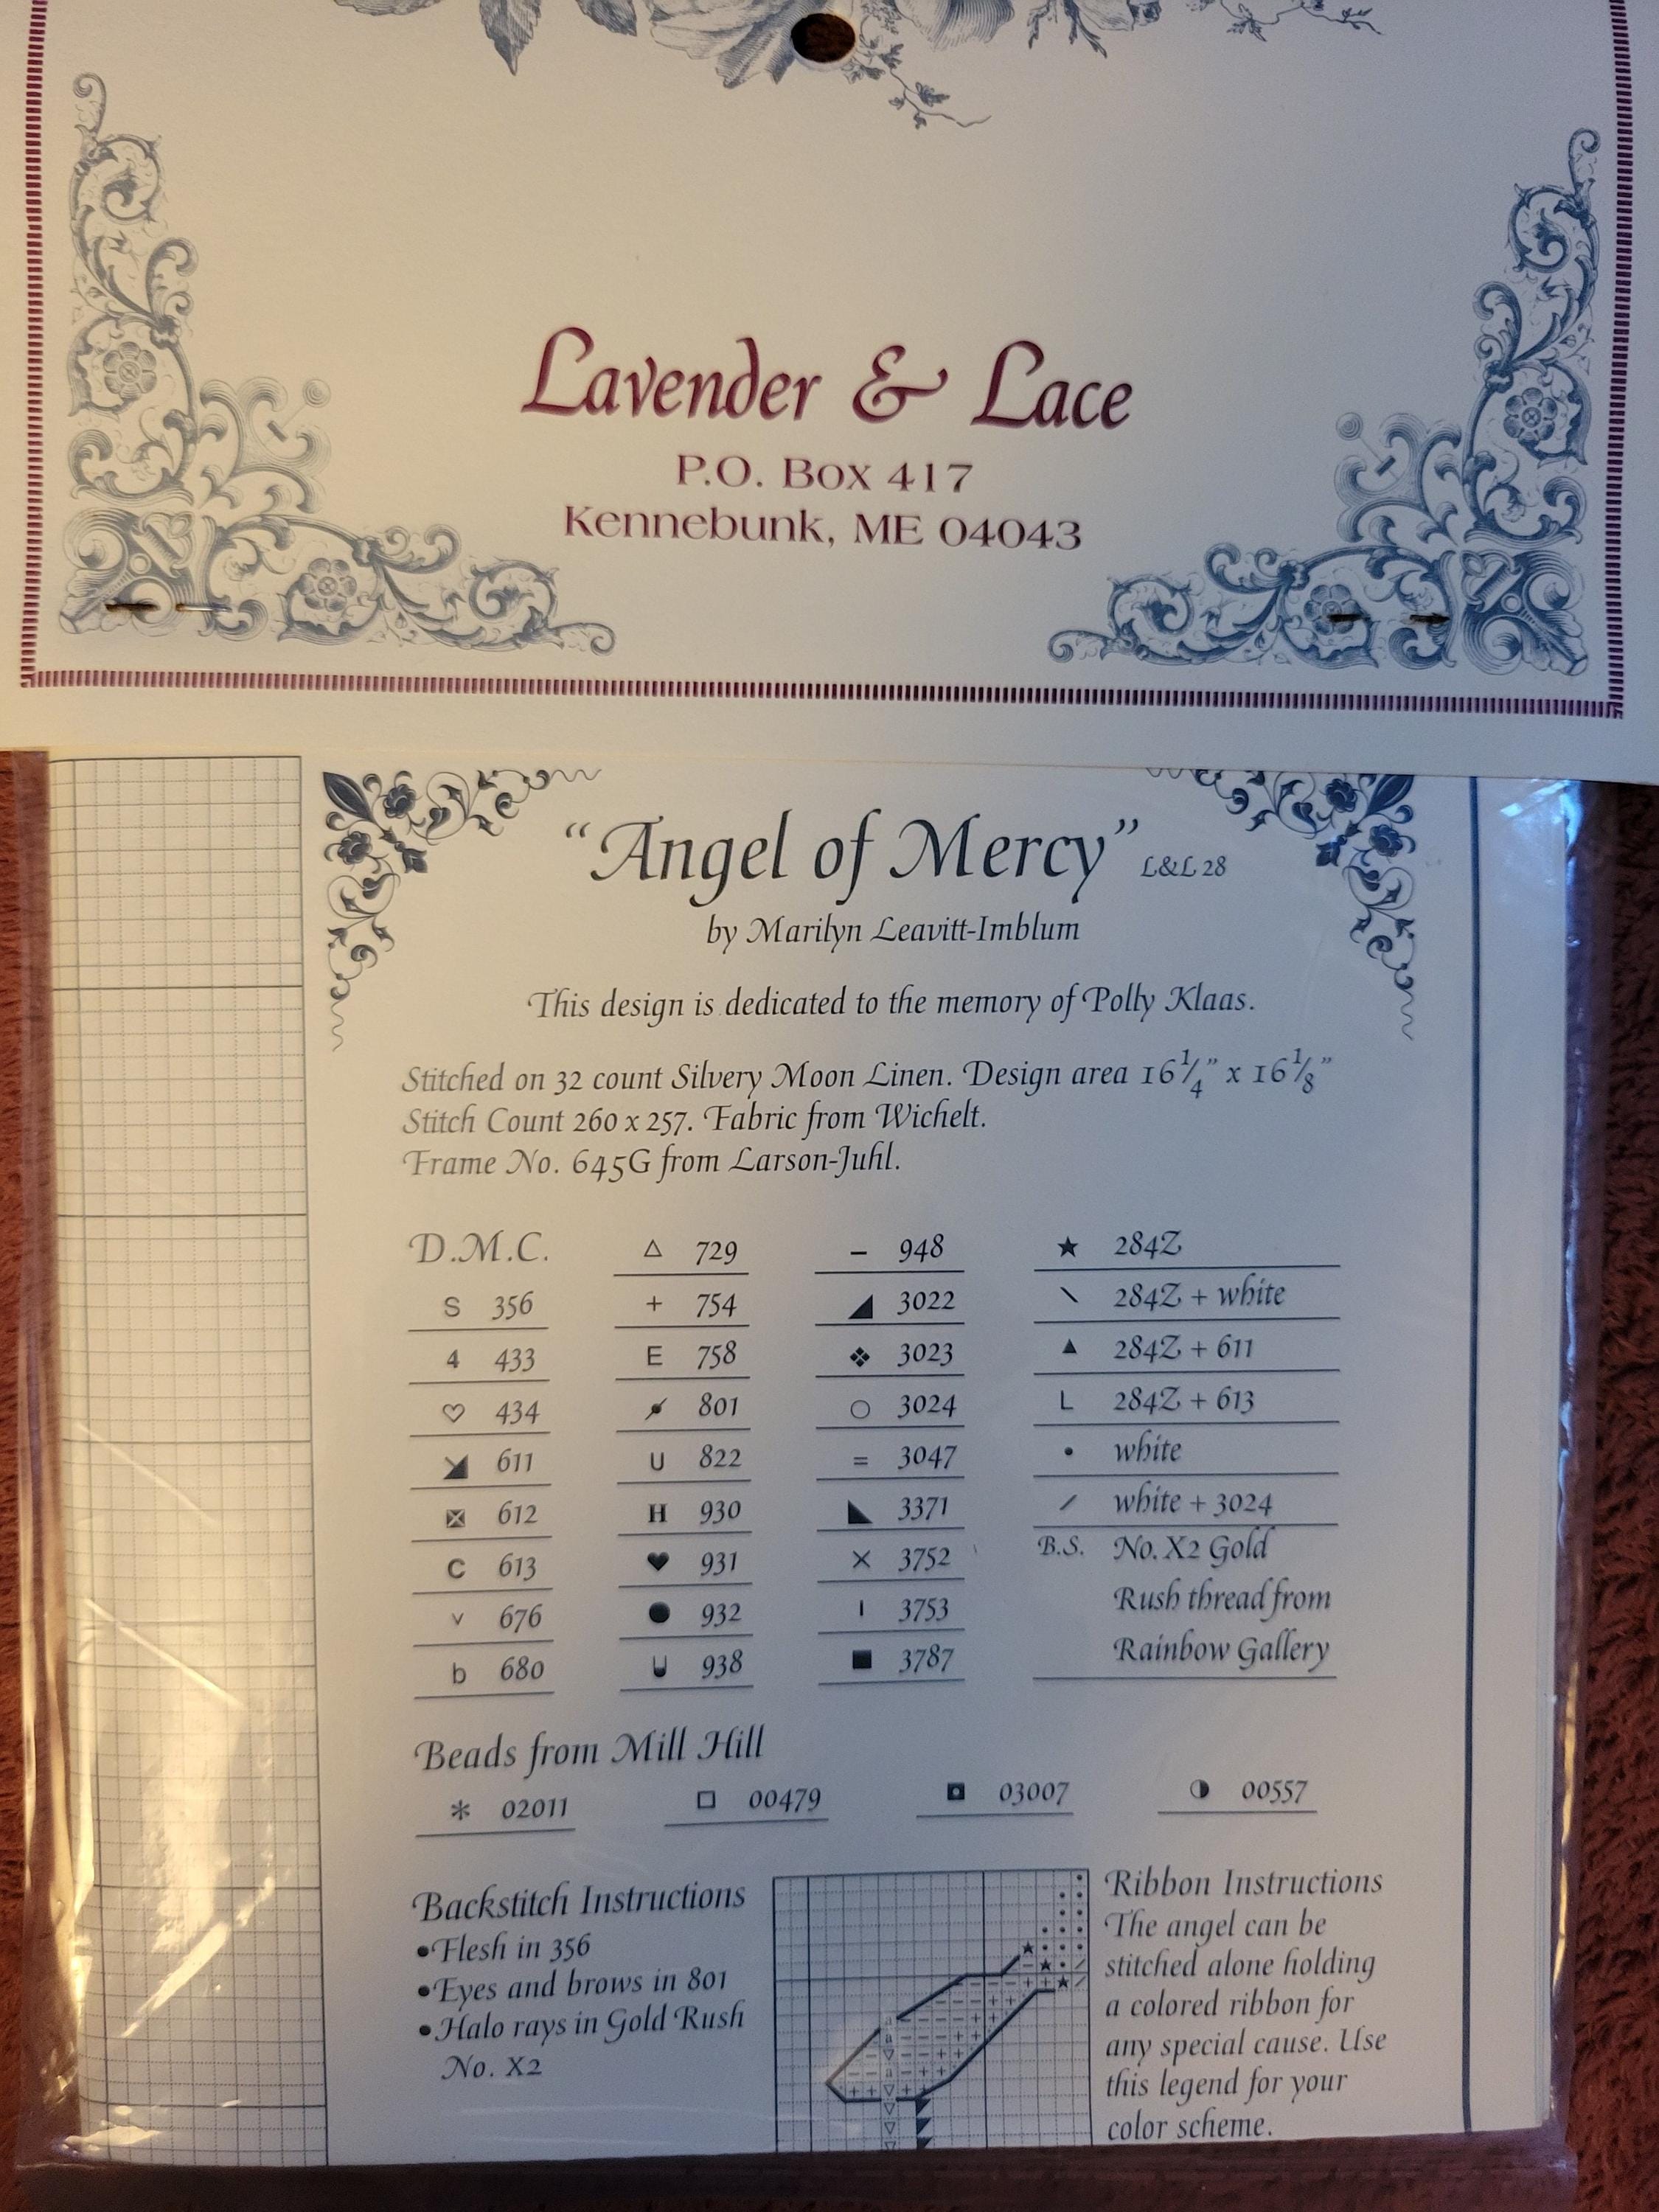 Lavender & Lace
P.O. Box 417
Kennebunk, ME 04043
“Angel of Mercy” L&L 28
by Marilyn Leavitt-Imblum
This design is dedicated to the memory of Polly Klaas.
Stitched on 32 count Silvery Moon Linen. Design area 16 1/4” x 16 1/8”
Stitch Count 260 x 257. Fabric from Wichelt.
Frame No. 645G from Larson-Juhl.
D.M.C.
S 356
4 433
♡ 434
611
612
C 613
v 676
b 680
△ 729
+ 754
E 758
801
U 822
H 930
♥ 931
● 932
938
– 948
◢ 3022
❖ 3023
○ 3024
= 3047
◣ 3371
× 3752
ı 3753
■ 3787
★ 284Z
\ 284Z + white
▲ 284Z + 611
L 284Z + 613
• white
/ white + 3024
B.S. No. X2 Gold
Rush thread from
Rainbow Gallery
Beads from Mill Hill
* 02011 □ 00479 ◘ 03007 ◑ 00557
Backstitch Instructions
•Flesh in 356
•Eyes and brows in 801
•Halo rays in Gold Rush
No. X2
Ribbon Instructions
The angel can be
stitched alone holding
a colored ribbon for
any special cause. Use
this legend for your
color scheme.